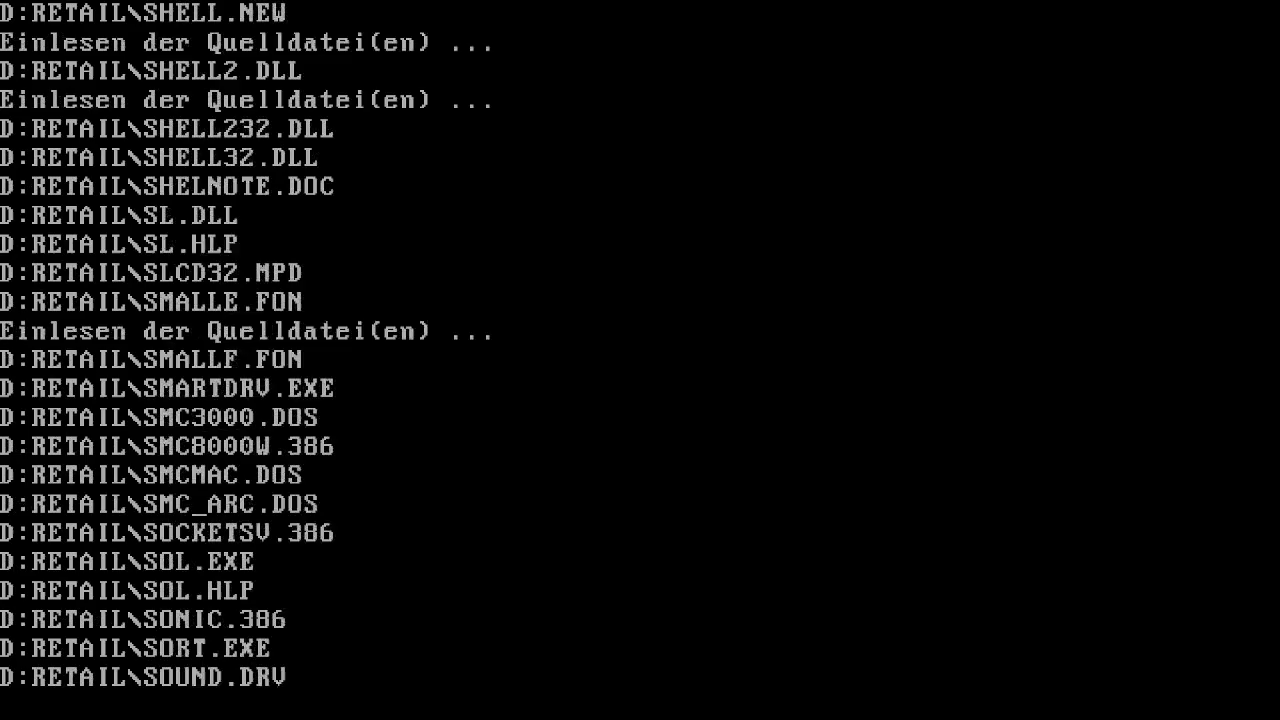 D:RETAIL\SHELL.NEW
Einlesen der Quelldatei(en) ...
D:RETAIL\SHELL2.DLL
Einlesen der Quelldatei(en) ...
D:RETAIL\SHELL232.DLL
D:RETAIL\SHELL32.DLL
D:RETAIL\SHELNOTE.DOC
D:RETAIL\SL.DLL
D:RETAIL\SL.HLP
D:RETAIL\SLCD32.MPD
D:RETAIL\SMALLE.FON
Einlesen der Quelldatei(en) ...
D:RETAIL\SMALLF.FON
D:RETAIL\SMARTDRV.EXE
D:RETAIL\SMC3000.DOS
D:RETAIL\SMC8000W.386
D:RETAIL\SMCMAC.DOS
D:RETAIL\SMC_ARC.DOS
D:RETAIL\SOCKETSV.386
D:RETAIL\SOL.EXE
D:RETAIL\SOL.HLP
D:RETAIL\SONIC.386
D:RETAIL\SORT.EXE
D:RETAIL\SOUND.DRV